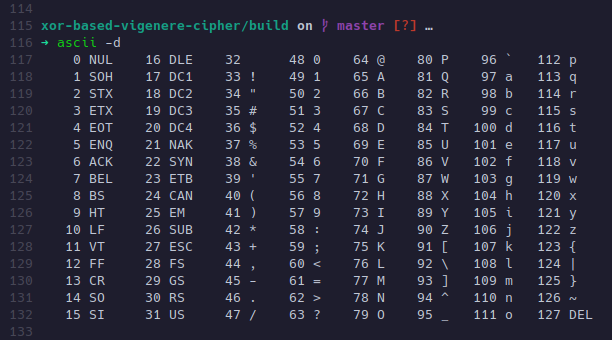 114
115 xor-based-vigenere-cipher/build on  master [?] …
116 ➜ ascii -d
117     0 NUL    16 DLE    32      48 0    64 @    80 P    96 `   112 p
118     1 SOH    17 DC1    33 !    49 1    65 A    81 Q    97 a   113 q
119     2 STX    18 DC2    34 "    50 2    66 B    82 R    98 b   114 r
120     3 ETX    19 DC3    35 #    51 3    67 C    83 S    99 c   115 s
121     4 EOT    20 DC4    36 $    52 4    68 D    84 T   100 d   116 t
122     5 ENQ    21 NAK    37 %    53 5    69 E    85 U   101 e   117 u
123     6 ACK    22 SYN    38 &    54 6    70 F    86 V   102 f   118 v
124     7 BEL    23 ETB    39 '    55 7    71 G    87 W   103 g   119 w
125     8 BS     24 CAN    40 (    56 8    72 H    88 X   104 h   120 x
126     9 HT     25 EM     41 )    57 9    73 I    89 Y   105 i   121 y
127    10 LF     26 SUB    42 *    58 :    74 J    90 Z   106 j   122 z
128    11 VT     27 ESC    43 +    59 ;    75 K    91 [   107 k   123 {
129    12 FF     28 FS     44 ,    60 <    76 L    92 \   108 l   124 |
130    13 CR     29 GS     45 -    61 =    77 M    93 ]   109 m   125 }
131    14 SO     30 RS     46 .    62 >    78 N    94 ^   110 n   126 ~
132    15 SI     31 US     47 /    63 ?    79 O    95 _   111 o   127 DEL
133